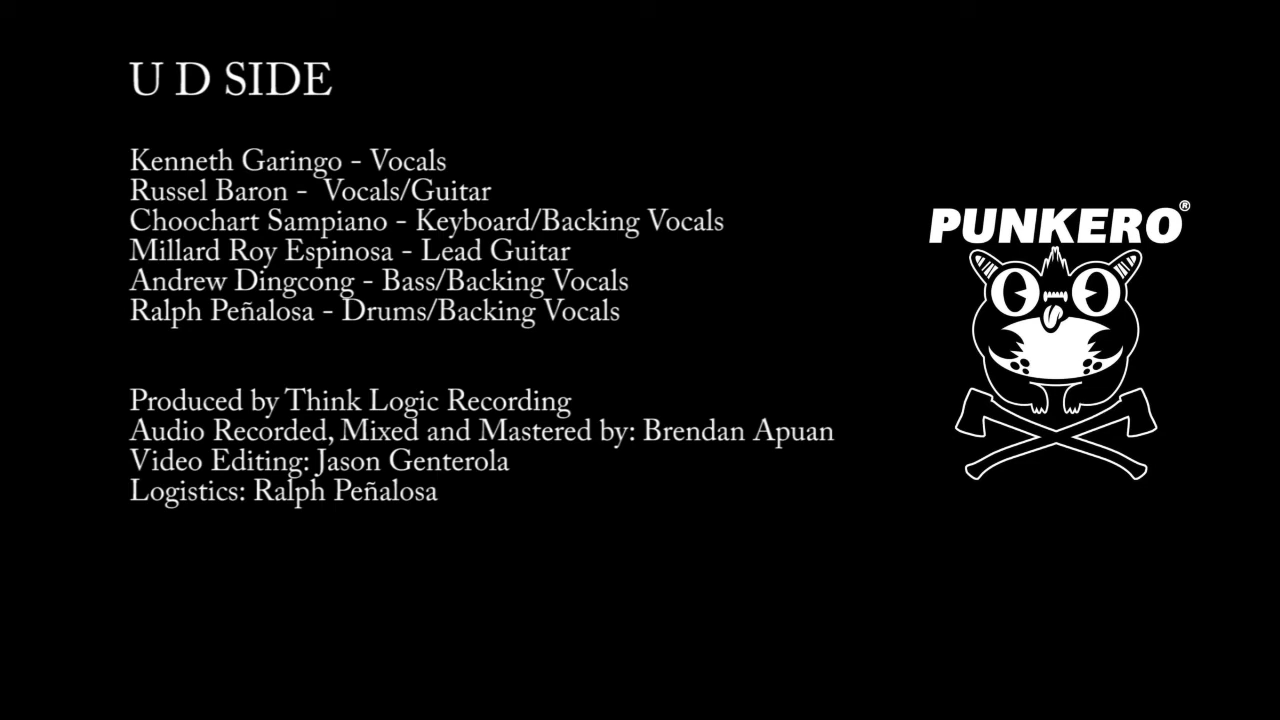 U D SIDE
Kenneth Garingo - Vocals
Russel Baron -  Vocals/Guitar
Choochart Sampiano - Keyboard/Backing Vocals
Millard Roy Espinosa - Lead Guitar
Andrew Dingcong - Bass/Backing Vocals
Ralph Peñalosa - Drums/Backing Vocals
Produced by Think Logic Recording
Audio Recorded, Mixed and Mastered by: Brendan Apuan
Video Editing: Jason Genterola
Logistics: Ralph Peñalosa
PUNKERO®